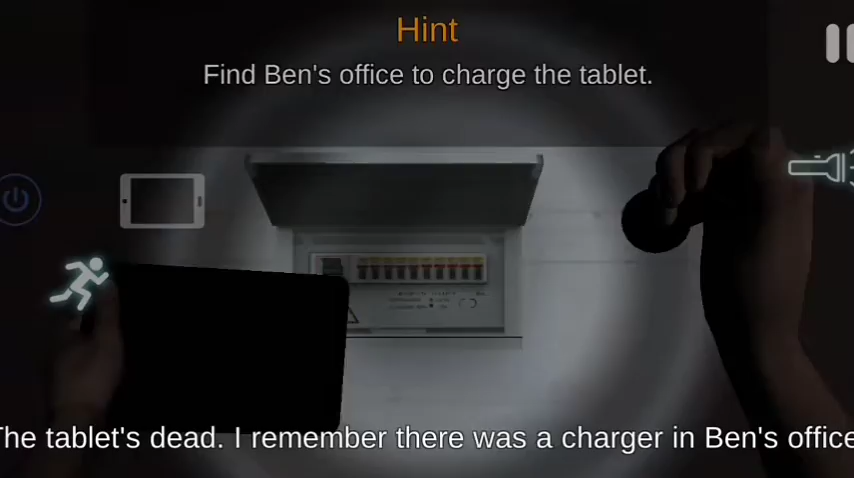 Hint
Find Ben's office to charge the tablet.
The tablet's dead. I remember there was a charger in Ben's office